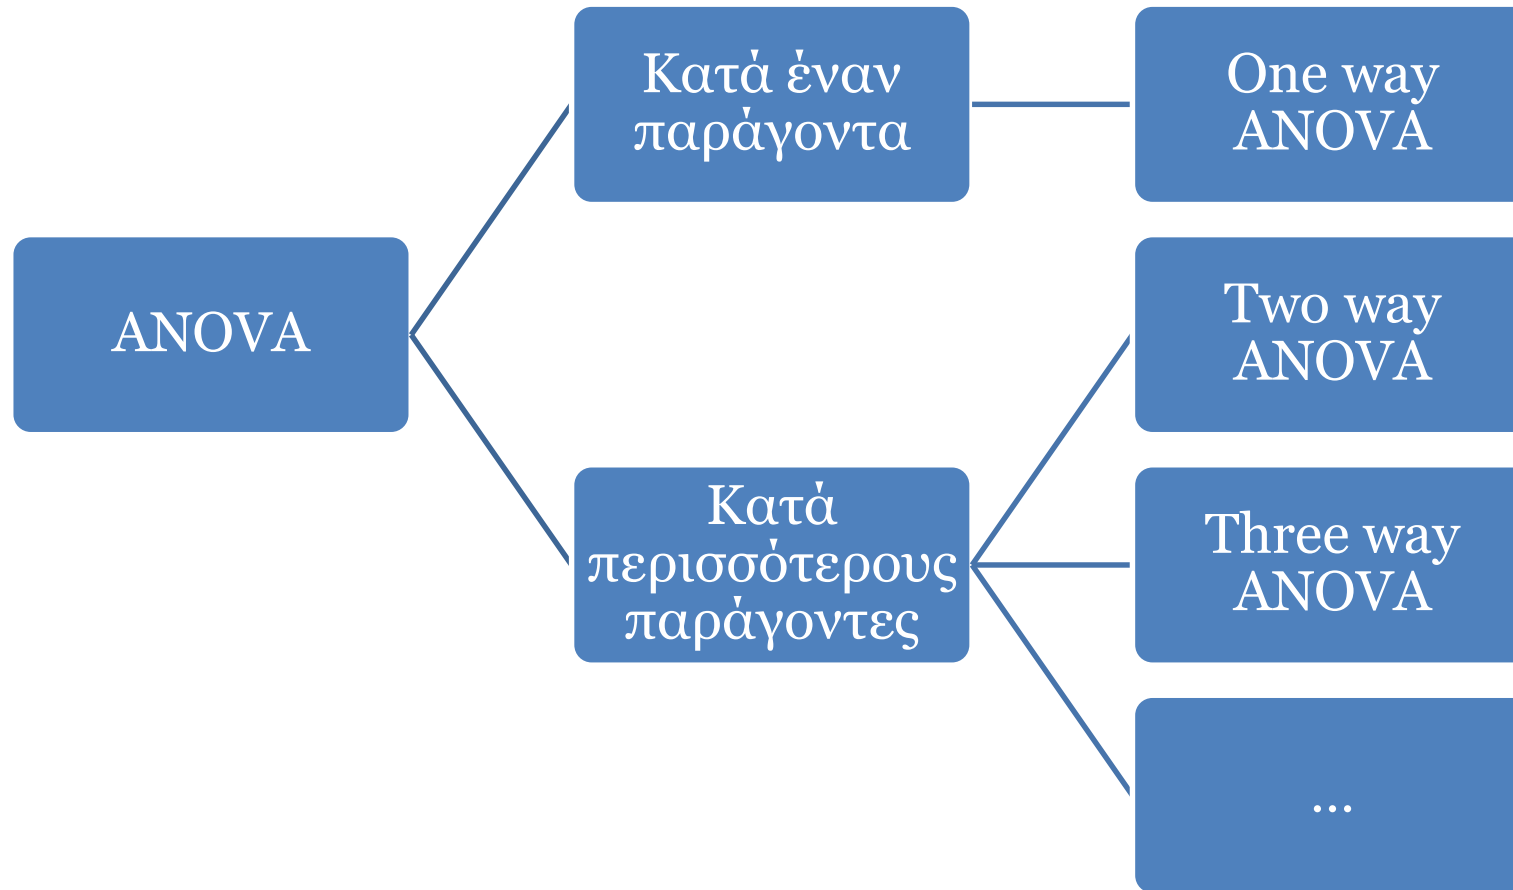 ANOVA
Κατά έναν
παράγοντα
One way
ANOVA
Κατά
περισσότερους
παράγοντες
Two way
ANOVA
Three way
ANOVA
...